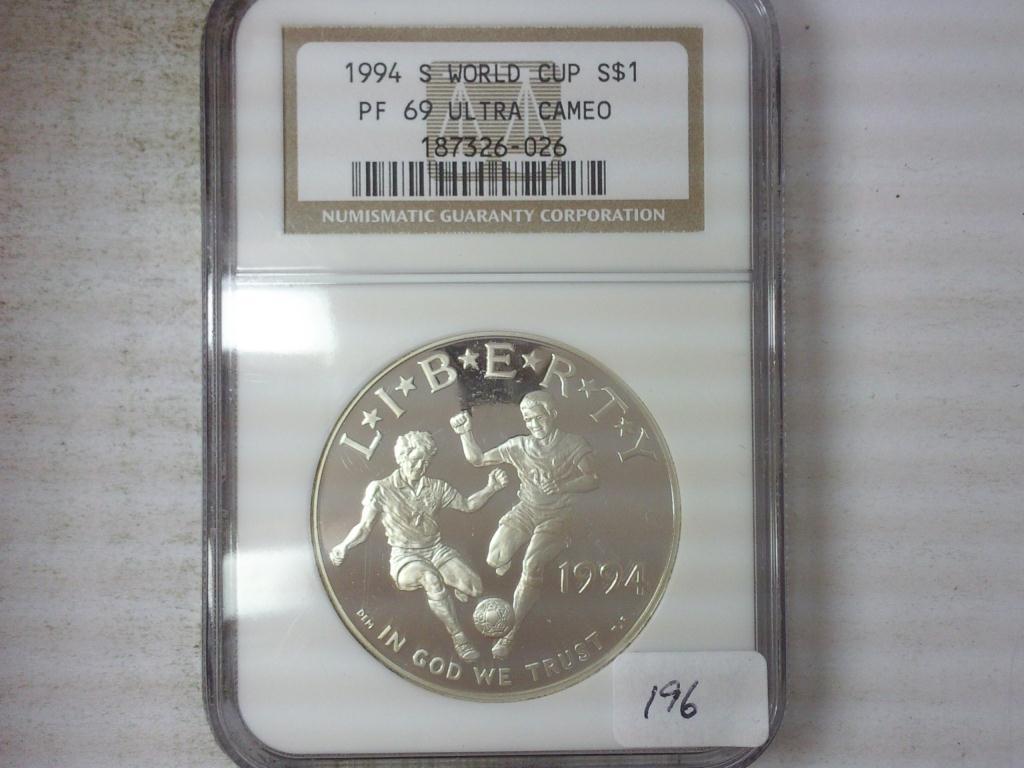 1994 S WORLD CUP S$1
PF 69 ULTRA CAMEO
187326-026
NUMISMATIC GUARANTY CORPORATION
L★I★B★E★R★T★Y
1994
IN GOD WE TRUST
196